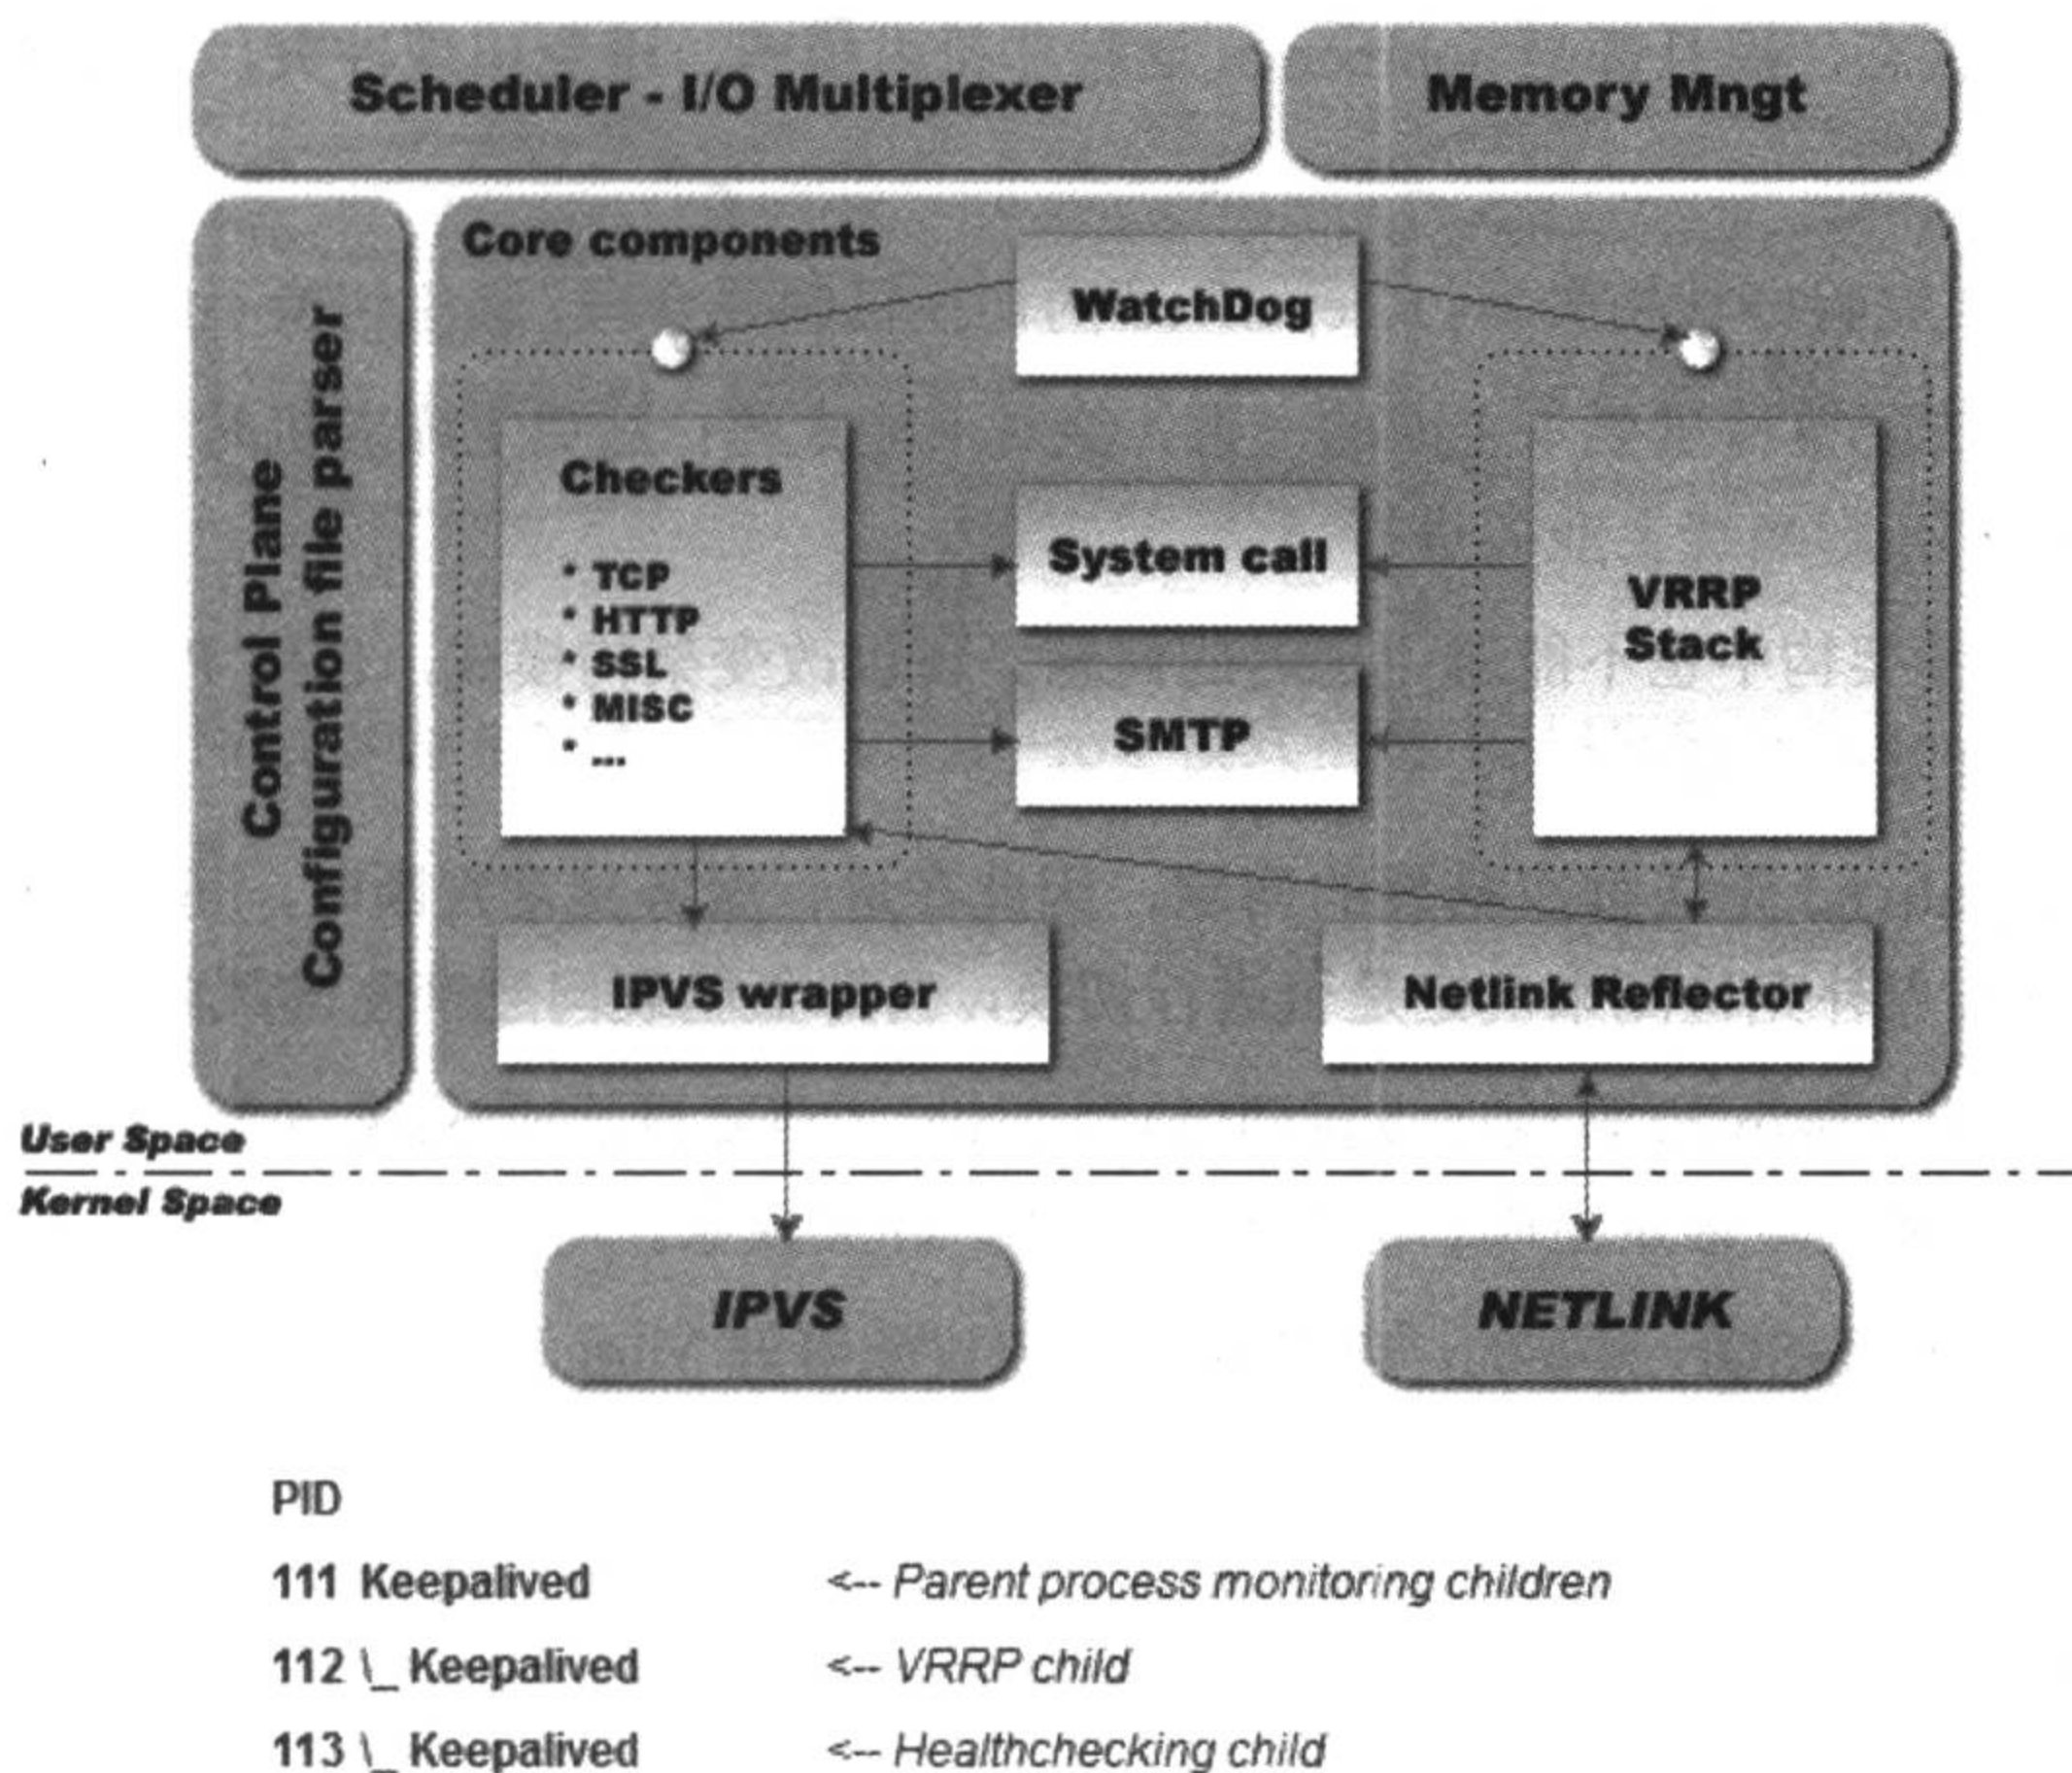 Scheduler - I/O Multiplexer
Memory Mngt
Control Plane
Configuration file parser
Core components
WatchDog
Checkers
* TCP
* HTTP
* SSL
* MISC
* ...
System call
SMTP
VRRP
Stack
IPVS wrapper
Netlink Reflector
User Space
Kernel Space
IPVS
NETLINK
PID
111 Keepalived <-- Parent process monitoring children
112 \_ Keepalived <-- VRRP child
113 \_ Keepalived <-- Healthchecking child